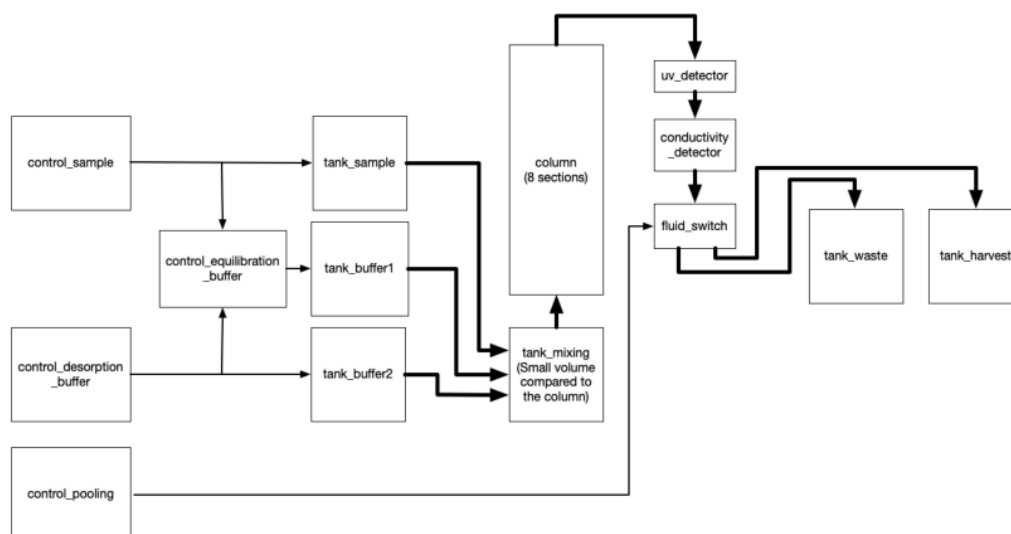 uv_detector
conductivity
_detector
column
(8 sections)
control_sample
tank_sample
fluid_switch
tank_waste
tank_harvest
control_equilibration
_buffer
tank_buffer1
control_desorption
_buffer
tank_buffer2
tank_mixing
(Small volume
compared to
the column)
control_pooling